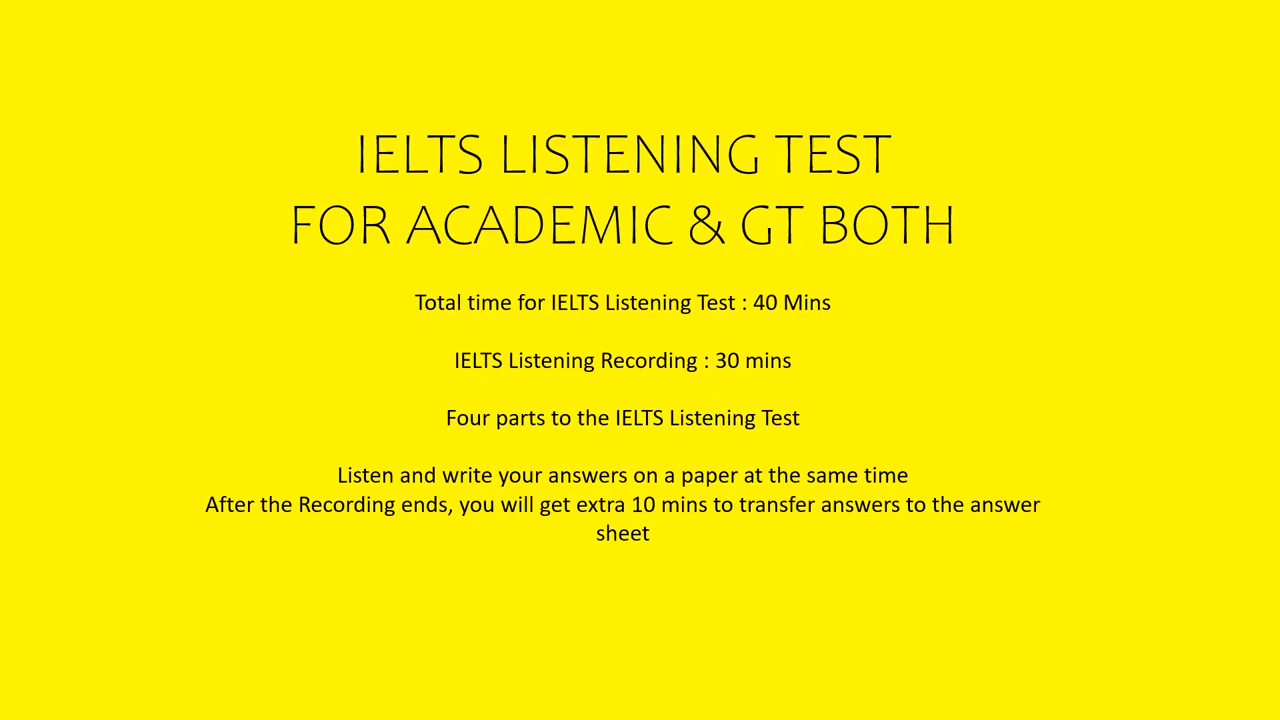 IELTS LISTENING TEST
FOR ACADEMIC & GT BOTH
Total time for IELTS Listening Test : 40 Mins
IELTS Listening Recording : 30 mins
Four parts to the IELTS Listening Test
Listen and write your answers on a paper at the same time
After the Recording ends, you will get extra 10 mins to transfer answers to the answer
sheet